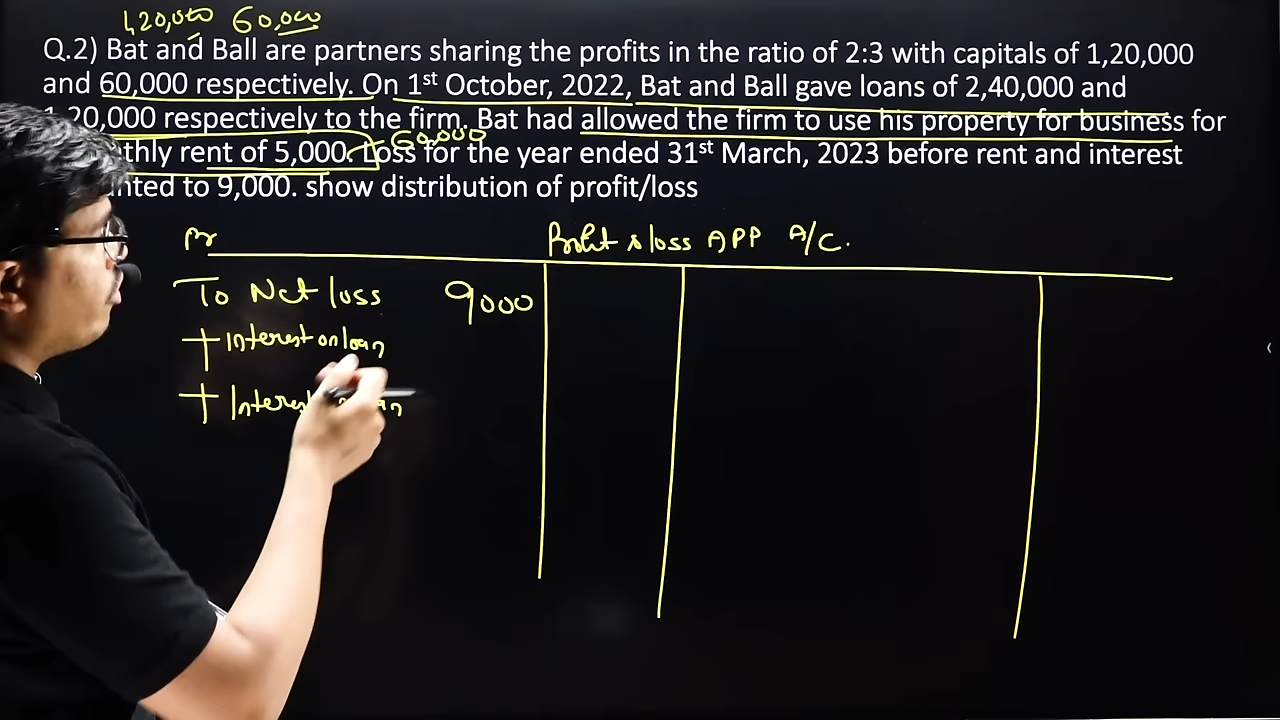 1,20,000 60,000
Q.2) Bat and Ball are partners sharing the profits in the ratio of 2:3 with capitals of 1,20,000
and 60,000 respectively. On 1st October, 2022, Bat and Ball gave loans of 2,40,000 and
1,20,000 respectively to the firm. Bat had allowed the firm to use his property for business for
60,000
thly rent of 5,000. Loss for the year ended 31st March, 2023 before rent and interest
nted to 9,000. show distribution of profit/loss
Dr Profit & loss APP A/C.
To Net loss 9000
+ Interest on loan
+ Interest